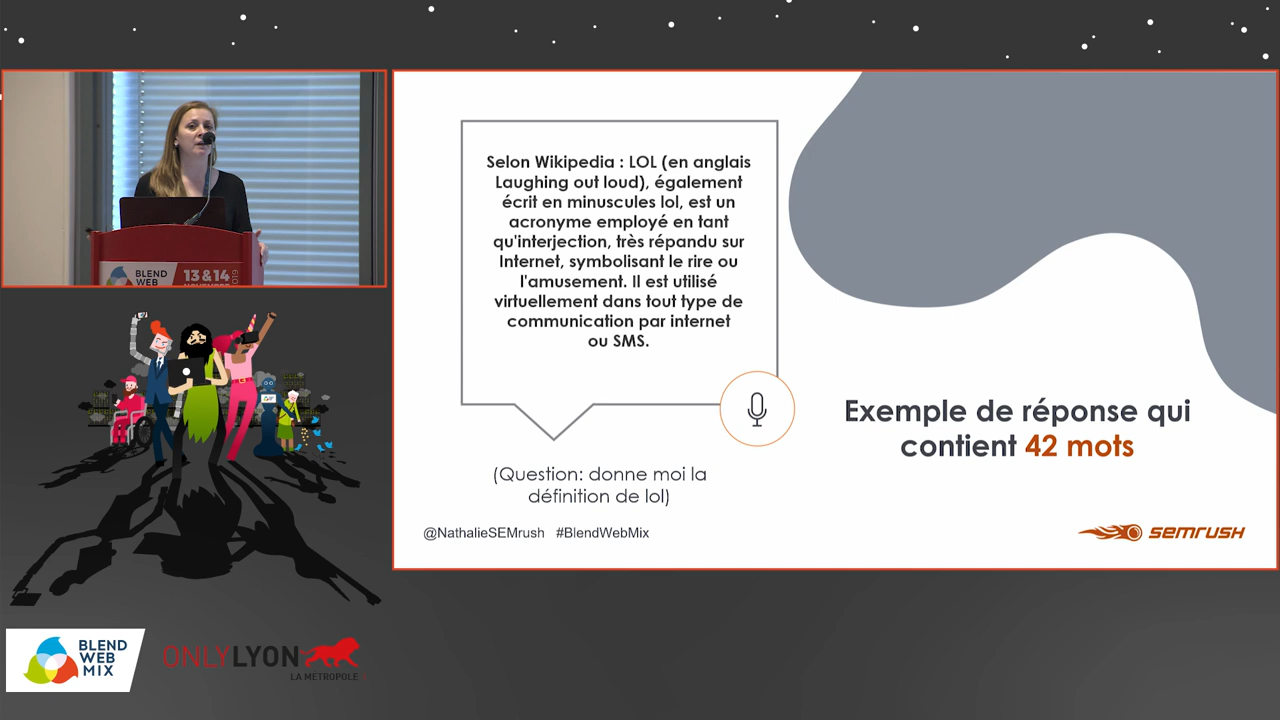 BLEND
WEB
13 & 14
Selon Wikipedia : LOL (en anglais
Laughing out loud), également
écrit en minuscules lol, est un
acronyme employé en tant
qu'interjection, très répandu sur
Internet, symbolisant le rire ou
l'amusement. Il est utilisé
virtuellement dans tout type de
communication par internet
ou SMS.
(Question: donne moi la
définition de lol)
Exemple de réponse qui
contient 42 mots
@NathalieSEMrush #BlendWebMix
SEMRUSH
BLEND
WEB
MIX
ONLYLYON
LA MÉTROPOLE